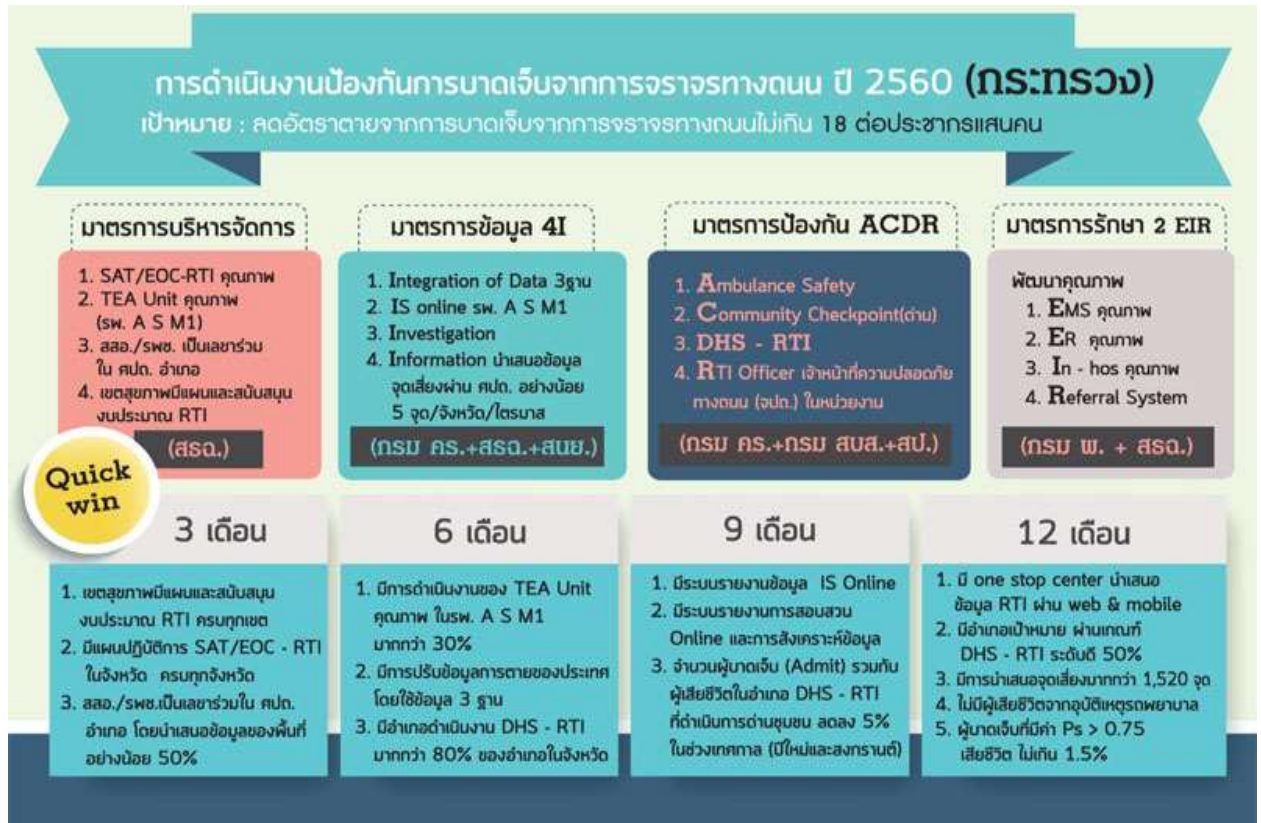 การดำเนินงานป้องกันการบาดเจ็บจากการจราจรทางถนน ปี 2560 (กระทรวง)
เป้าหมาย : ลดอัตราตายจากการบาดเจ็บจากการจราจรทางถนนไม่เกิน 18 ต่อประชากรแสนคน
มาตรการบริหารจัดการ
1. SAT/EOC-RTI คุณภาพ
2. TEA Unit คุณภาพ
(รพ. A S M1)
3. สสอ./รพช. เป็นเลขาร่วม
ใน ศปถ. อำเภอ
4. เขตสุขภาพมีแผนและสนับสนุน
งบประมาณ RTI
(สธฉ.)
มาตรการข้อมูล 4I
1. Integration of Data 3ฐาน
2. IS online รพ. A S M1
3. Investigation
4. Information นำเสนอข้อมูล
จุดเสี่ยงผ่าน ศปถ. อย่างน้อย
5 จุด/จังหวัด/ไตรมาส
(กรม คร.+สธฉ.+สนย.)
มาตรการป้องกัน ACDR
1. Ambulance Safety
2. Community Checkpoint(ด่าน)
3. DHS - RTI
4. RTI Officer เจ้าหน้าที่ความปลอดภัย
ทางถนน (จปถ.) ในหน่วยงาน
(กรม คร.+กรม สบส.+สป.)
มาตรการรักษา 2 EIR
พัฒนาคุณภาพ
1. EMS คุณภาพ
2. ER คุณภาพ
3. In - hos คุณภาพ
4. Referral System
(กรม พ. + สธฉ.)
Quick
win
3 เดือน
1. เขตสุขภาพมีแผนและสนับสนุน
งบประมาณ RTI ครบทุกเขต
2. มีแผนปฏิบัติการ SAT/EOC - RTI
ในจังหวัด ครบทุกจังหวัด
3. สสอ./รพช.เป็นเลขาร่วมใน ศปถ.
อำเภอ โดยนำเสนอข้อมูลของพื้นที่
อย่างน้อย 50%
6 เดือน
1. มีการดำเนินงานของ TEA Unit
คุณภาพ ในรพ. A S M1
มากกว่า 30%
2. มีการปรับข้อมูลการตายของประเทศ
โดยใช้ข้อมูล 3 ฐาน
3. มีอำเภอดำเนินงาน DHS - RTI
มากกว่า 80% ของอำเภอในจังหวัด
9 เดือน
1. มีระบบรายงานข้อมูล IS Online
2. มีระบบรายงานการสอบสวน
Online และการสังเคราะห์ข้อมูล
3. จำนวนผู้บาดเจ็บ (Admit) รวมกับ
ผู้เสียชีวิตในอำเภอ DHS - RTI
ที่ดำเนินการด่านชุมชน ลดลง 5%
ในช่วงเทศกาล (ปีใหม่และสงกรานต์)
12 เดือน
1. มี one stop center นำเสนอ
ข้อมูล RTI ผ่าน web & mobile
2. มีอำเภอเป้าหมาย ผ่านเกณฑ์
DHS - RTI ระดับดี 50%
3. มีการนำเสนอจุดเสี่ยงมากกว่า 1,520 จุด
4. ไม่มีผู้เสียชีวิตจากอุบัติเหตุรถพยาบาล
5. ผู้บาดเจ็บที่มีค่า Ps > 0.75
เสียชีวิต ไม่เกิน 1.5%